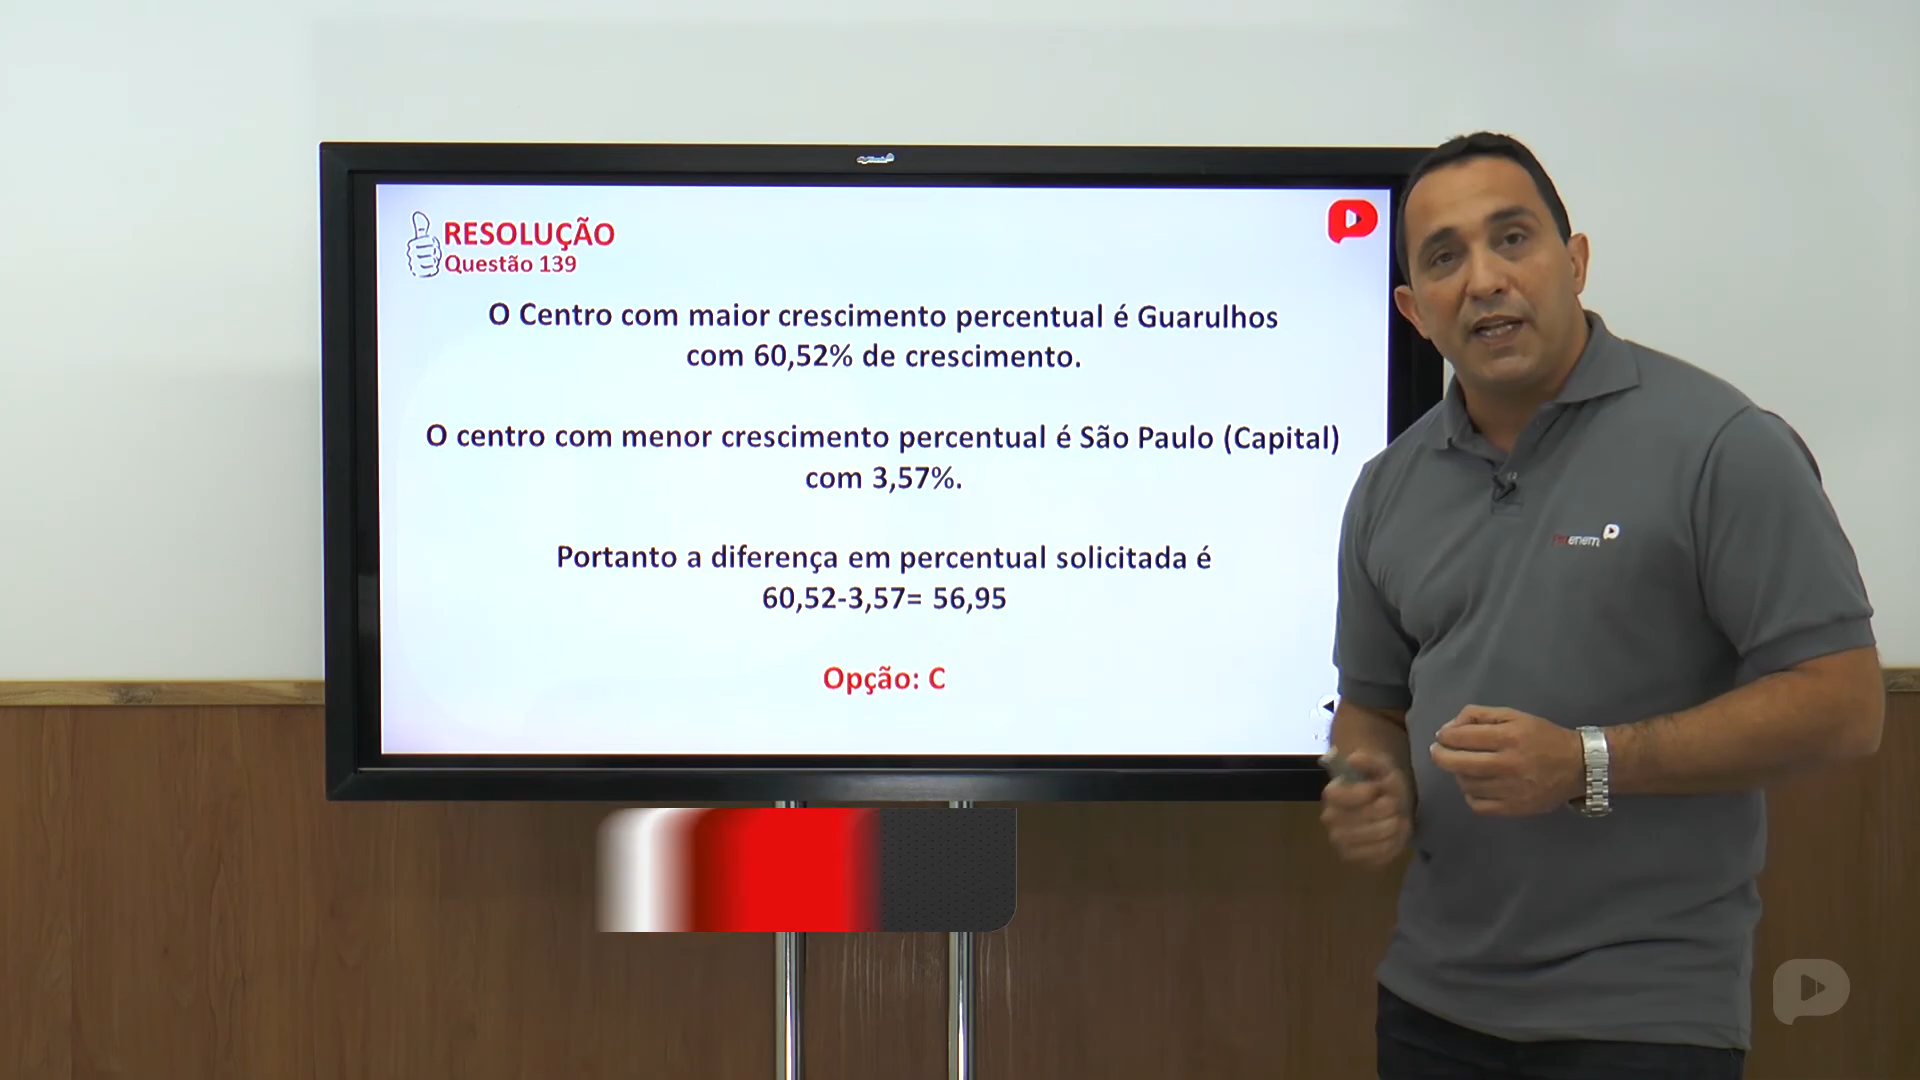 RESOLUÇÃO
Questão 139
O Centro com maior crescimento percentual é Guarulhos
com 60,52% de crescimento.
O centro com menor crescimento percentual é São Paulo (Capital)
com 3,57%.
Portanto a diferença em percentual solicitada é
60,52-3,57= 56,95
Opção: C
enem